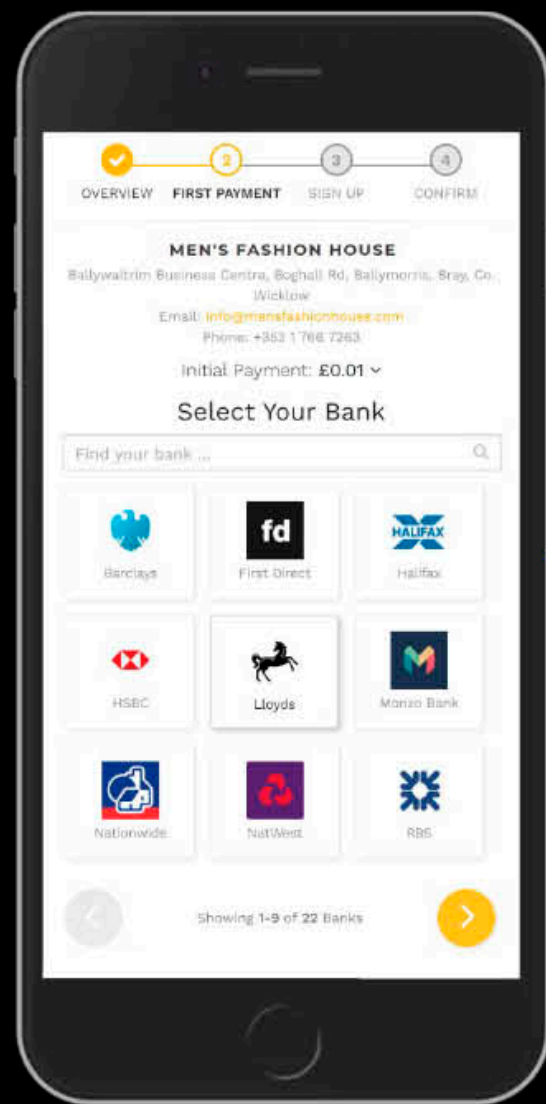 2 3 4
OVERVIEW FIRST PAYMENT SIGN UP CONFIRM
MEN'S FASHION HOUSE
Ballywaltrim Business Centre, Boghall Rd, Ballymorris, Bray, Co.
Wicklow
Email: info@mensfashionhouse.com
Phone: +353 1 766 7263
Initial Payment: £0.01
Select Your Bank
Find your bank ...
fd HALIFAX
Barclays First Direct Halifax
HSBC Lloyds Monzo Bank
Nationwide NatWest RBS
Showing 1-9 of 22 Banks